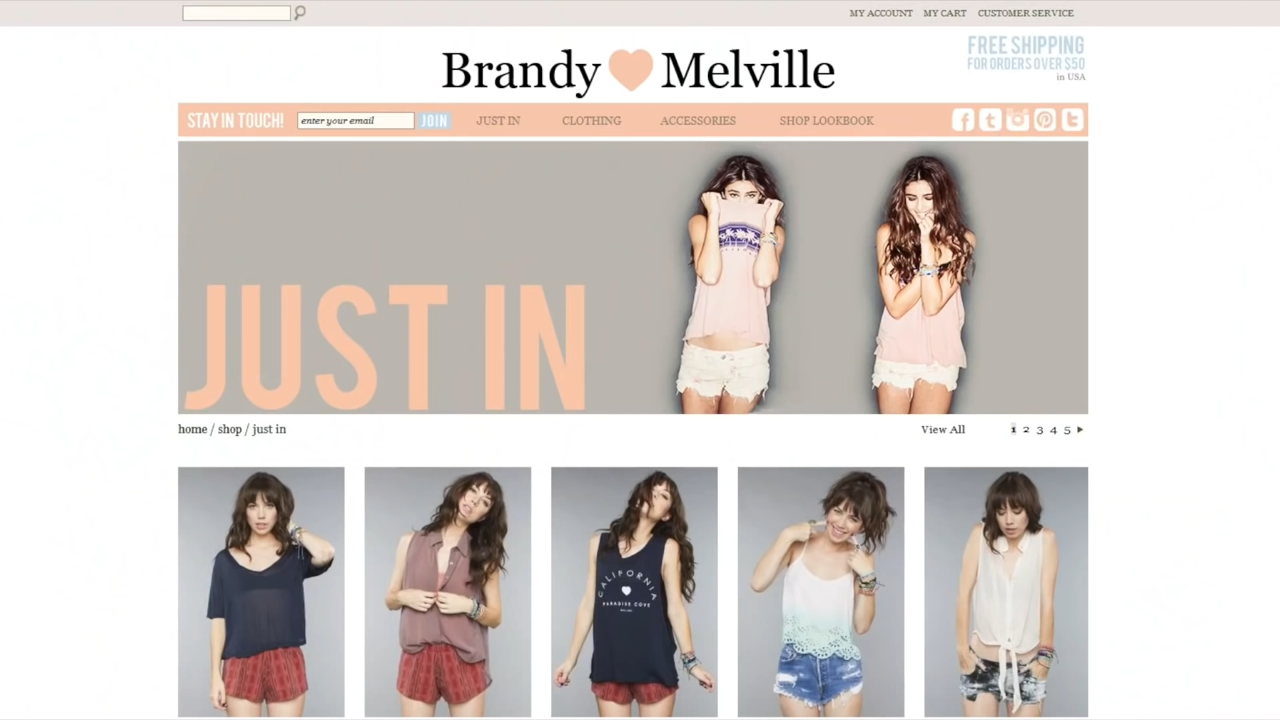 MY ACCOUNT MY CART CUSTOMER SERVICE
Brandy Melville
FREE SHIPPING
FOR ORDERS OVER $50
in USA
STAY IN TOUCH! enter your email JOIN JUST IN CLOTHING ACCESSORIES SHOP LOOKBOOK
JUST IN
home / shop / just in View All 1 2 3 4 5
CALIFORNIA
PARADISE COVE